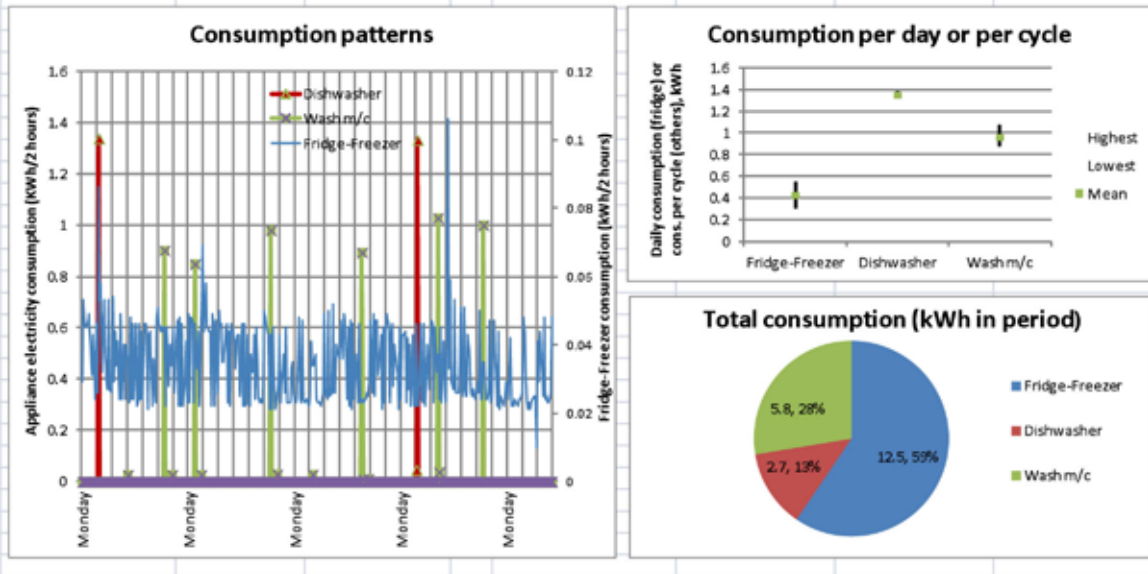 Consumption patterns
Appliance electricity consumption (KWh/2 hours)
1.6
1.4
1.2
1
0.8
0.6
0.4
0.2
0
Dishwasher
Wash m/c
Fridge-Freezer
0.12
0.1
0.08
0.06
0.04
0.02
0
Fridge-Freezer consumption (kWh/2 hours)
Monday
Monday
Monday
Monday
Monday
Consumption per day or per cycle
Daily consumption (fridge) or
cons. per cycle (others), kWh
1.6
1.4
1.2
1
0.8
0.6
0.4
0.2
0
Fridge-Freezer
Dishwasher
Wash m/c
Highest
Lowest
Mean
Total consumption (kWh in period)
5.8, 28%
2.7, 13%
12.5, 59%
Fridge-Freezer
Dishwasher
Wash m/c